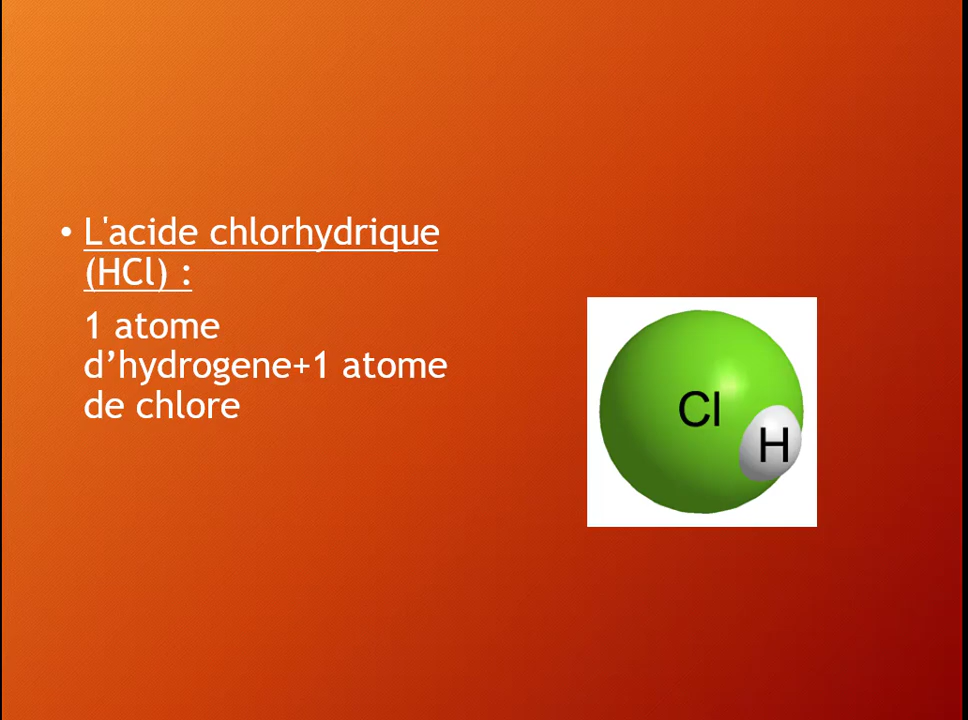 • L'acide chlorhydrique
(HCl) :
1 atome
d’hydrogene+1 atome
de chlore
Cl
H